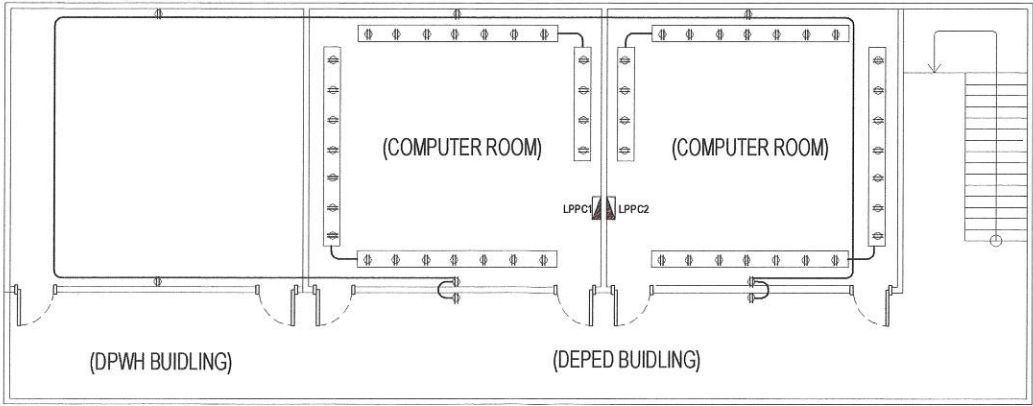 (COMPUTER ROOM)
(COMPUTER ROOM)
LPPC1
LPPC2
(DPWH BUIDLING)
(DEPED BUIDLING)